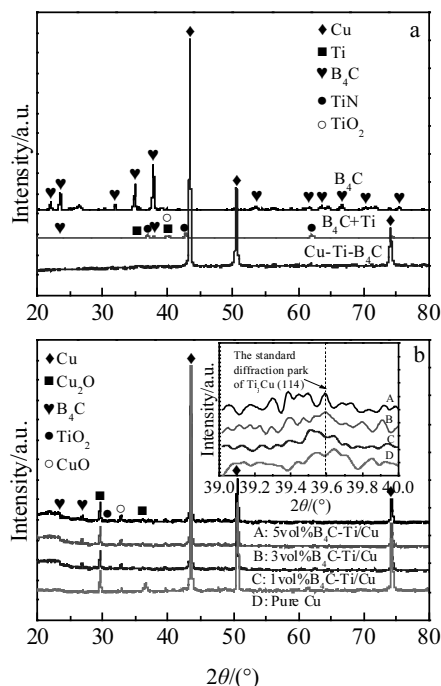 a
◆ Cu
■ Ti
♥ B₄C
● TiN
○ TiO₂
Intensity/a.u.
B₄C
B₄C+Ti
Cu-Ti-B₄C
20 30 40 50 60 70 80
b
◆ Cu
■ Cu₂O
♥ B₄C
● TiO₂
○ CuO
Intensity/a.u.
The standard
diffraction park
of Ti₃Cu (114)
Intensity/a.u.
A
B
C
D
39.0 39.2 39.4 39.6 39.8 40.0
2θ/(°)
A: 5vol%B₄C-Ti/Cu
B: 3vol%B₄C-Ti/Cu
C: 1vol%B₄C-Ti/Cu
D: Pure Cu
20 30 40 50 60 70 80
2θ/(°)